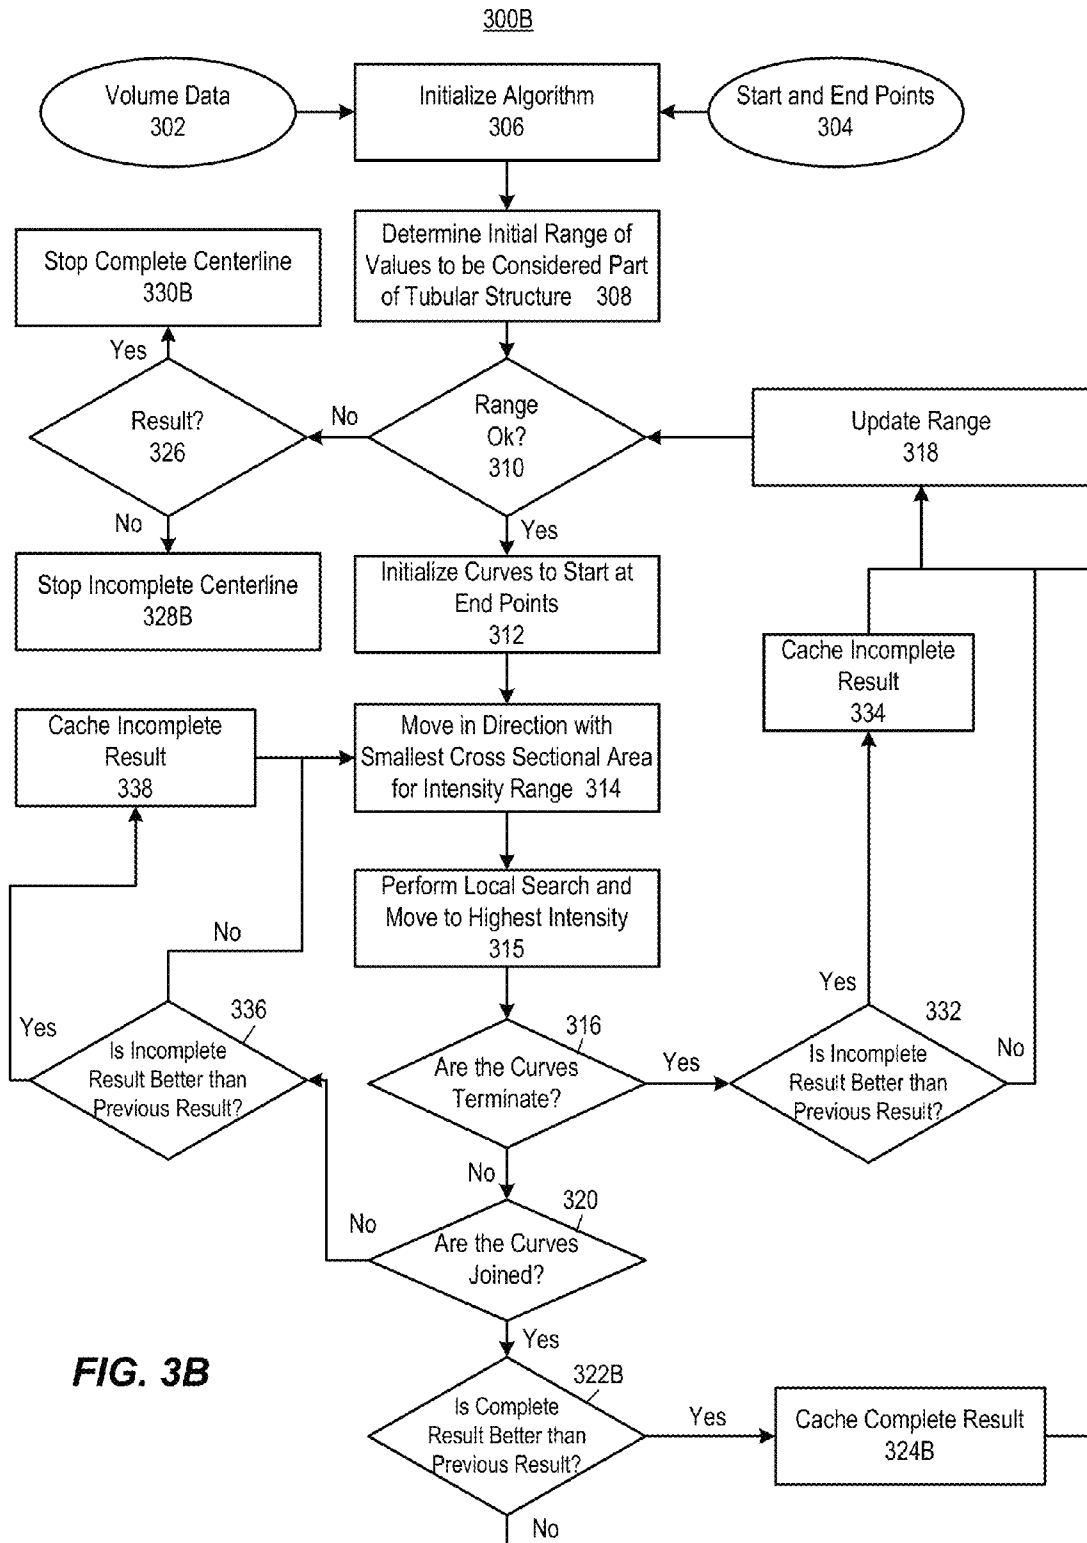 300B
Volume Data
302
Initialize Algorithm
306
Start and End Points
304
Determine Initial Range of
Values to be Considered Part
of Tubular Structure 308
Stop Complete Centerline
330B
Yes
Result?
326
No
Range
Ok?
310
Update Range
318
No
Yes
Stop Incomplete Centerline
328B
Initialize Curves to Start at
End Points
312
Cache Incomplete
Result
334
Cache Incomplete
Result
338
Move in Direction with
Smallest Cross Sectional Area
for Intensity Range 314
Perform Local Search and
Move to Highest Intensity
315
No
Yes
336
Is Incomplete
Result Better than
Previous Result?
316
Are the Curves
Terminate?
Yes
Yes
332
No
Is Incomplete
Result Better than
Previous Result?
No
320
No
Are the Curves
Joined?
Yes
FIG. 3B
322B
Is Complete
Result Better than
Previous Result?
Yes
Cache Complete Result
324B
No